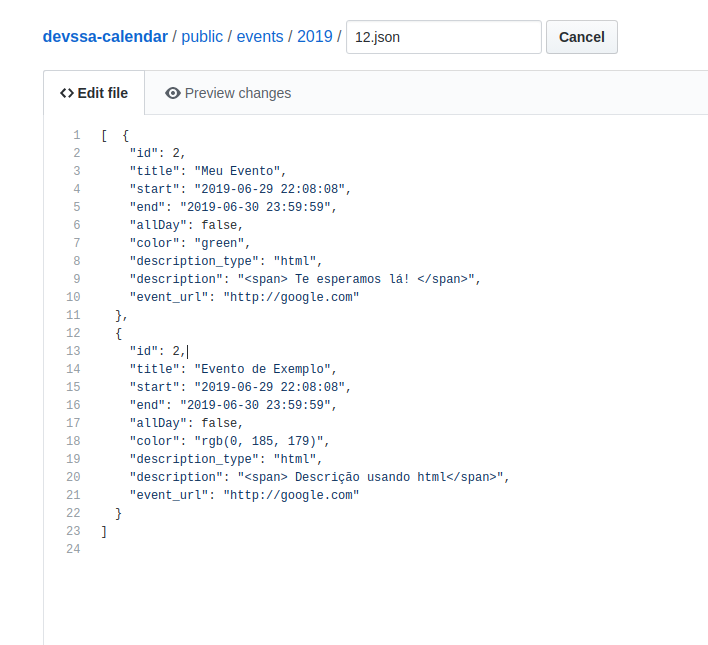 devssa-calendar / public / events / 2019 / 12.json Cancel
Edit file Preview changes
1 [  {
2     "id": 2,
3     "title": "Meu Evento",
4     "start": "2019-06-29 22:08:08",
5     "end": "2019-06-30 23:59:59",
6     "allDay": false,
7     "color": "green",
8     "description_type": "html",
9     "description": "<span> Te esperamos lá! </span>",
10     "event_url": "http://google.com"
11   },
12   {
13     "id": 2,
14     "title": "Evento de Exemplo",
15     "start": "2019-06-29 22:08:08",
16     "end": "2019-06-30 23:59:59",
17     "allDay": false,
18     "color": "rgb(0, 185, 179)",
19     "description_type": "html",
20     "description": "<span> Descrição usando html</span>",
21     "event_url": "http://google.com"
22   }
23 ]
24